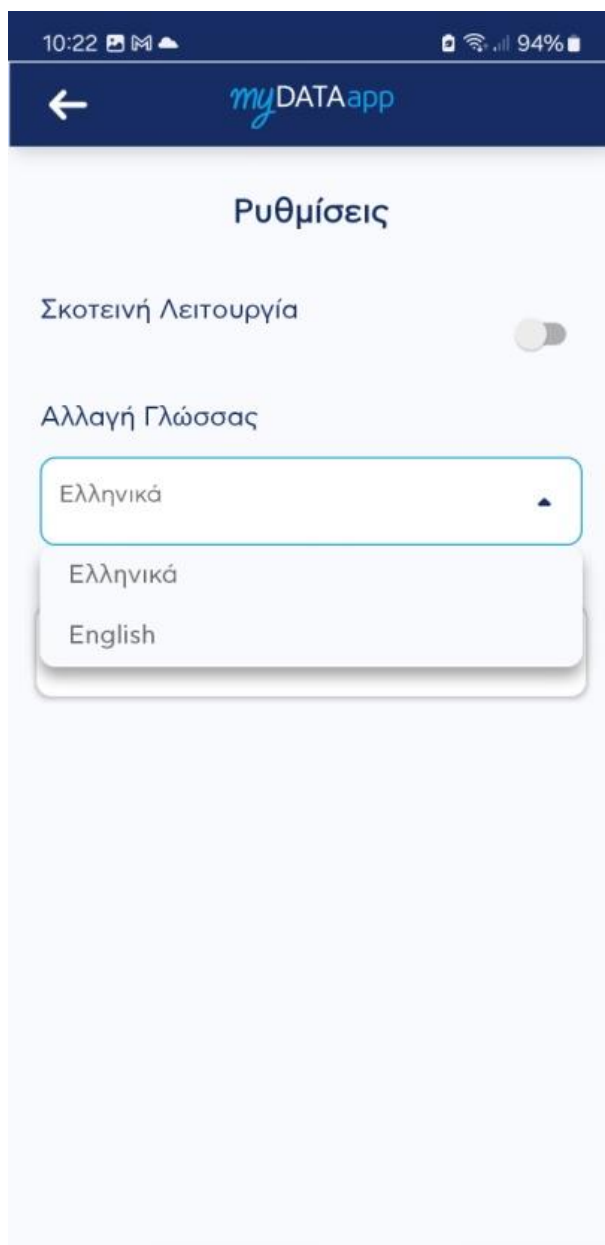 10:22 94%
myDATAapp
Ρυθμίσεις
Σκοτεινή Λειτουργία
Αλλαγή Γλώσσας
Ελληνικά
Ελληνικά
English